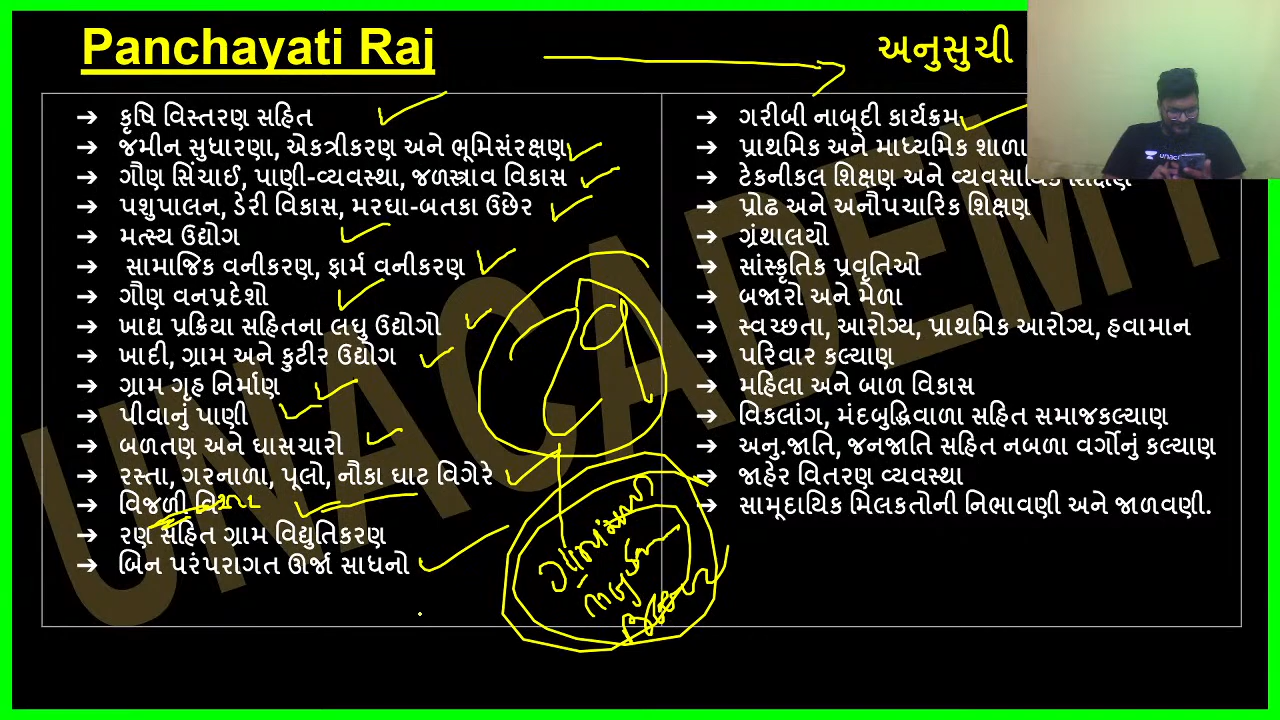 Panchayati Raj
અનુસુચી
➔ કૃષિ વિસ્તરણ સહિત
➔ જમીન સુધારણા, એકત્રીકરણ અને ભૂમિસંરક્ષણ
➔ ગૌણ સિંચાઈ, પાણી-વ્યવસ્થા, જળસ્ત્રાવ વિકાસ
➔ પશુપાલન, ડેરી વિકાસ, મરઘા-બતકા ઉછેર
➔ મત્સ્ય ઉદ્યોગ
➔ સામાજિક વનીકરણ, ફાર્મ વનીકરણ
➔ ગૌણ વનપ્રદેશો
➔ ખાદ્ય પ્રક્રિયા સહિતના લઘુ ઉદ્યોગો
➔ ખાદી, ગ્રામ અને કુટીર ઉદ્યોગ
➔ ગ્રામ ગૃહ નિર્માણ
➔ પીવાનું પાણી
➔ બળતણ અને ઘાસચારો
➔ રસ્તા, ગરનાળા, પૂલો, નૌકા ઘાટ વિગેરે
➔ વિજળી
➔ રણ સહિત ગ્રામ વિદ્યુતિકરણ
➔ બિન પરંપરાગત ઊર્જા સાધનો
➔ ગરીબી નાબૂદી કાર્યક્રમ
➔ પ્રાથમિક અને માધ્યમિક શાળા
➔ ટેકનીકલ શિક્ષણ અને વ્યવસાયિક શિક્ષણ
➔ પ્રોઢ અને અનૌપચારિક શિક્ષણ
➔ ગ્રંથાલયો
➔ સાંસ્કૃતિક પ્રવૃતિઓ
➔ બજારો અને મેળા
➔ સ્વચ્છતા, આરોગ્ય, પ્રાથમિક આરોગ્ય, હવામાન
➔ પરિવાર કલ્યાણ
➔ મહિલા અને બાળ વિકાસ
➔ વિકલાંગ, મંદબુદ્ધિવાળા સહિત સમાજકલ્યાણ
➔ અનુ.જાતિ, જનજાતિ સહિત નબળા વર્ગોનું કલ્યાણ
➔ જાહેર વિતરણ વ્યવસ્થા
➔ સામૂદાયિક મિલકતોની નિભાવણી અને જાળવણી.
UNACADEMY